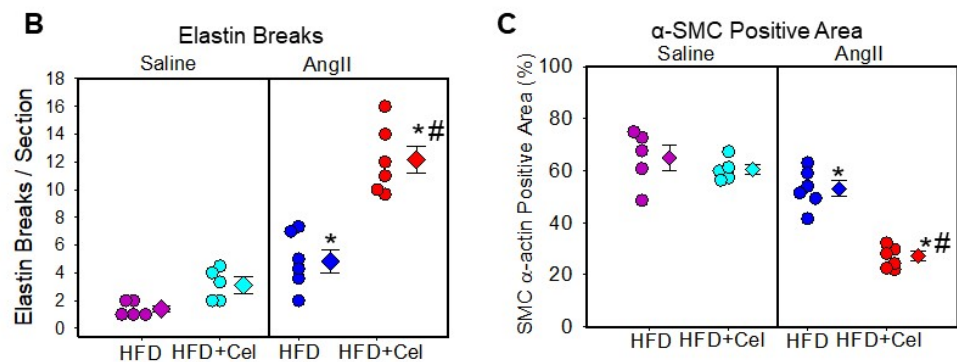 B
Elastin Breaks
Saline AngII
Elastin Breaks / Section
18
16
14
12
10
8
6
4
2
0
*
*#
HFD HFD+Cel HFD HFD+Cel
C
α-SMC Positive Area
Saline AngII
SMC α-actin Positive Area (%)
100
80
60
40
20
0
*
*#
HFD HFD+Cel HFD HFD+Cel